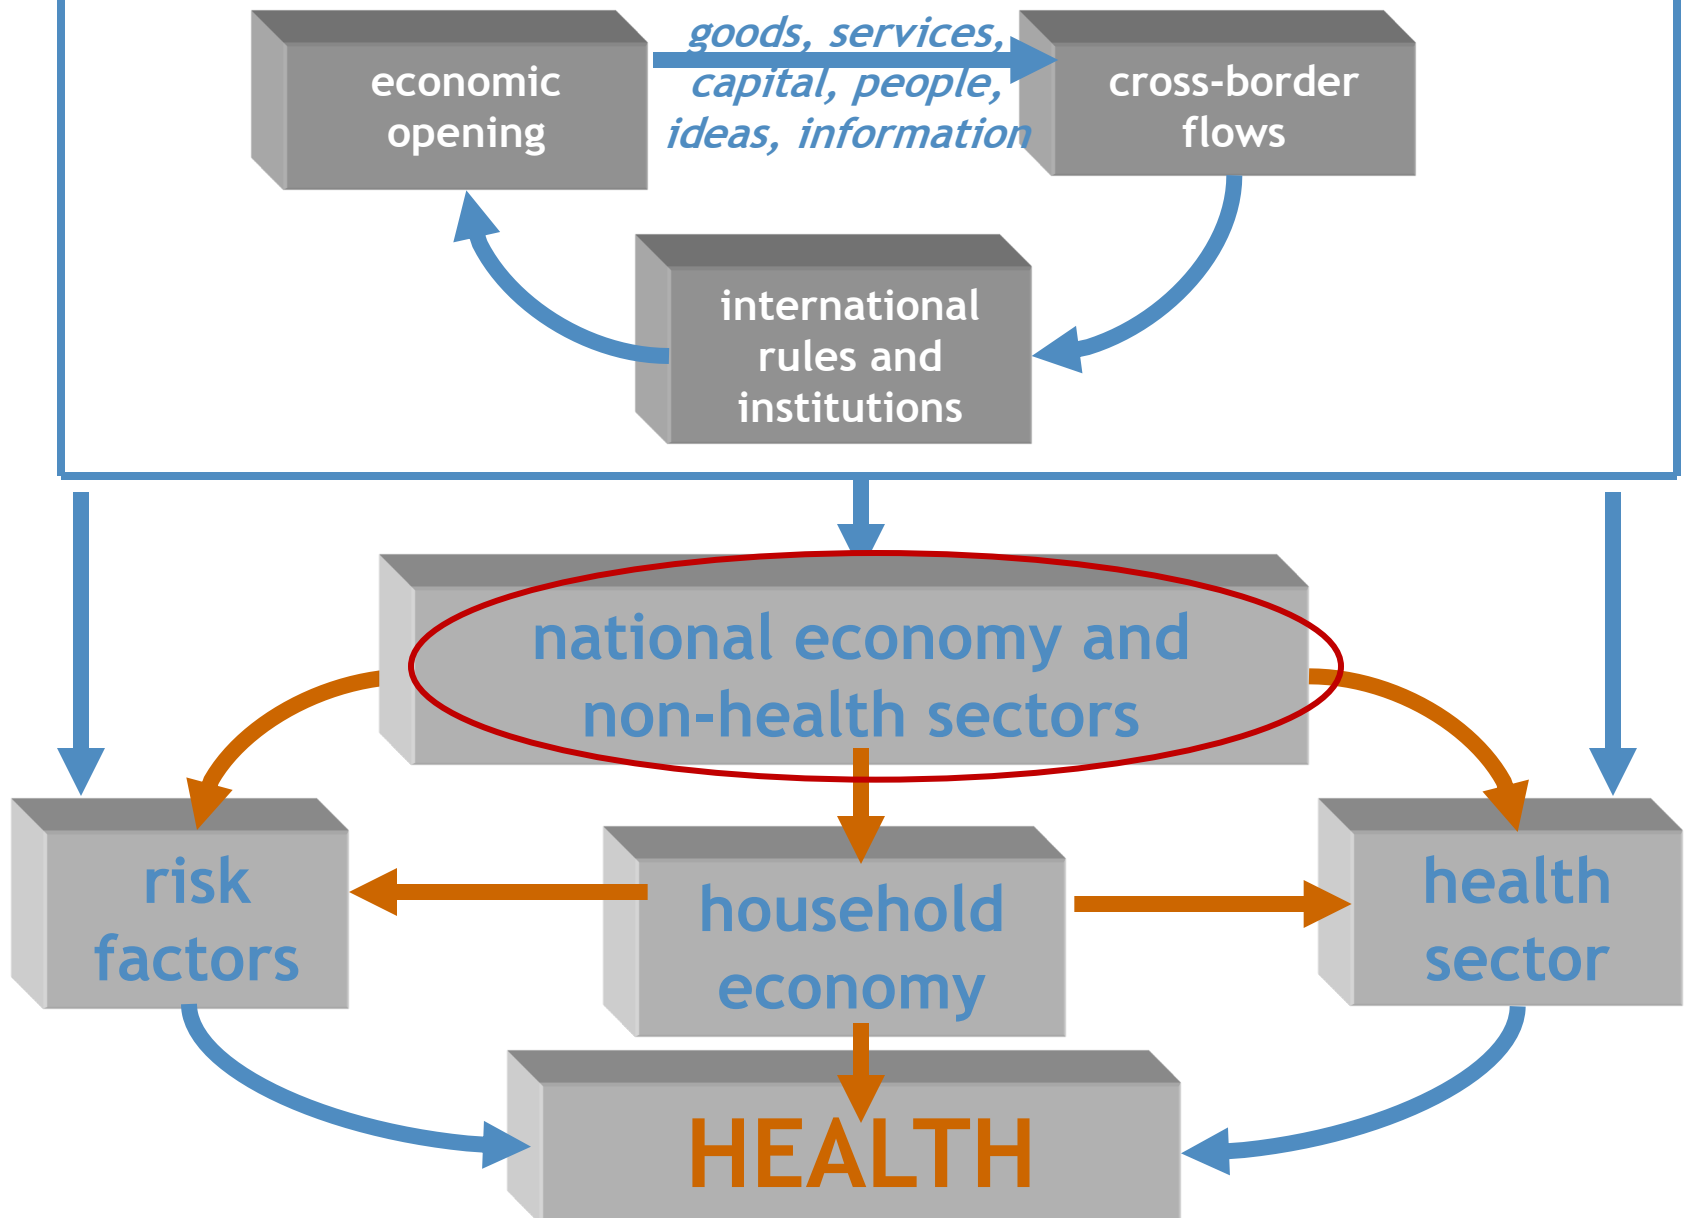 economic
opening
goods, services,
capital, people,
ideas, information
cross-border
flows
international
rules and
institutions
national economy and
non-health sectors
risk
factors
household
economy
health
sector
HEALTH